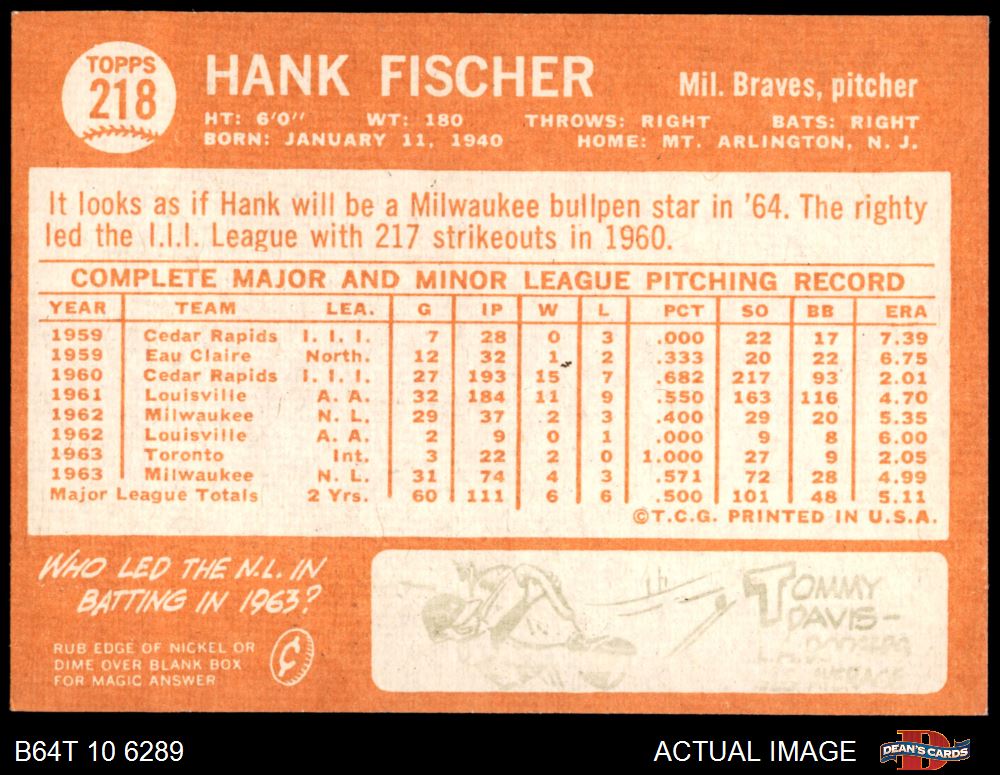 TOPPS
218
HANK FISCHER
Mil. Braves, pitcher
HT: 6'0" WT: 180 THROWS: RIGHT BATS: RIGHT
BORN: JANUARY 11, 1940 HOME: MT. ARLINGTON, N. J.
It looks as if Hank will be a Milwaukee bullpen star in '64. The righty
led the I.I.I. League with 217 strikeouts in 1960.
COMPLETE MAJOR AND MINOR LEAGUE PITCHING RECORD
YEAR TEAM LEA. G IP W L PCT SO BB ERA
1959 Cedar Rapids I. I. I. 7 28 0 3 .000 22 17 7.39
1959 Eau Claire North. 12 32 1 2 .333 20 22 6.75
1960 Cedar Rapids I. I. I. 27 193 15 7 .682 217 93 2.01
1961 Louisville A. A. 32 184 11 9 .550 163 116 4.70
1962 Milwaukee N. L. 29 37 2 3 .400 29 20 5.35
1962 Louisville A. A. 2 9 0 1 .000 9 8 6.00
1963 Toronto Int. 3 22 2 0 1.000 27 9 2.05
1963 Milwaukee N. L. 31 74 4 3 .571 72 28 4.99
Major League Totals 2 Yrs. 60 111 6 6 .500 101 48 5.11
©T.C.G. PRINTED IN U.S.A.
WHO LED THE N.L. IN
BATTING IN 1963?
RUB EDGE OF NICKEL OR
DIME OVER BLANK BOX
FOR MAGIC ANSWER
¢
TOMMY
DAVIS-
B64T 10 6289 ACTUAL IMAGE
DEAN'S CARDS